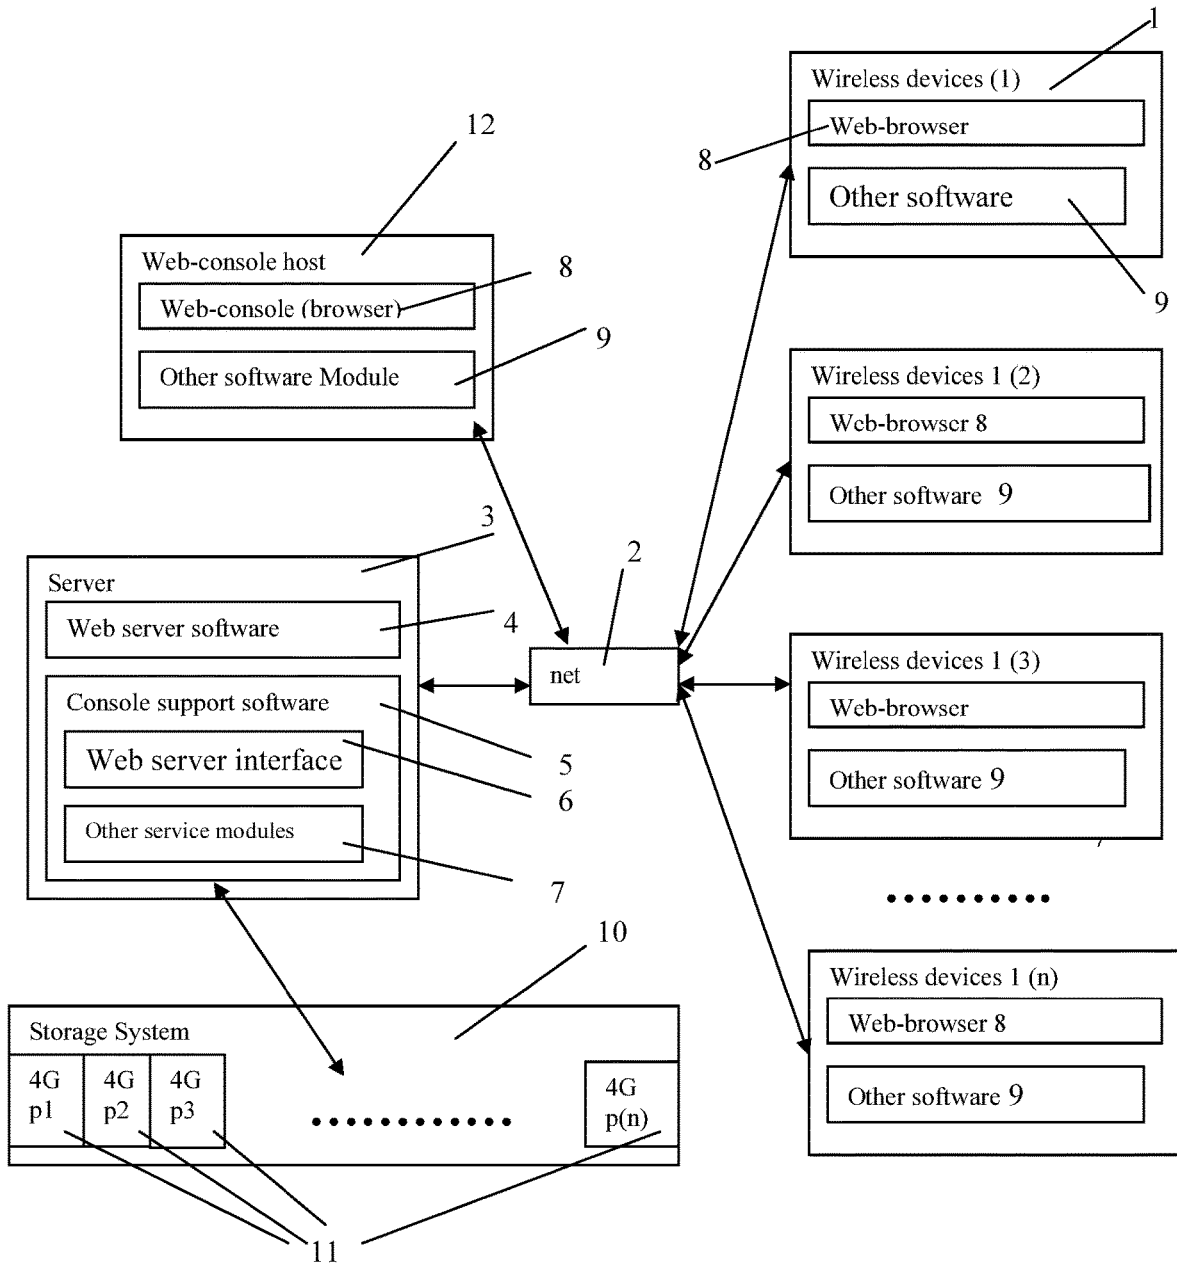 1
Wireless devices (1)
Web-browser
8
Other software
9
12
Web-console host
Web-console (browser)
8
Other software Module
9
Wireless devices 1 (2)
Web-browser 8
Other software 9
3
Server
Web server software
4
Console support software
5
Web server interface
6
Other service modules
7
2
net
Wireless devices 1 (3)
Web-browser
Other software 9
Wireless devices 1 (n)
Web-browser 8
Other software 9
10
Storage System
4G
p1
4G
p2
4G
p3
4G
p(n)
11